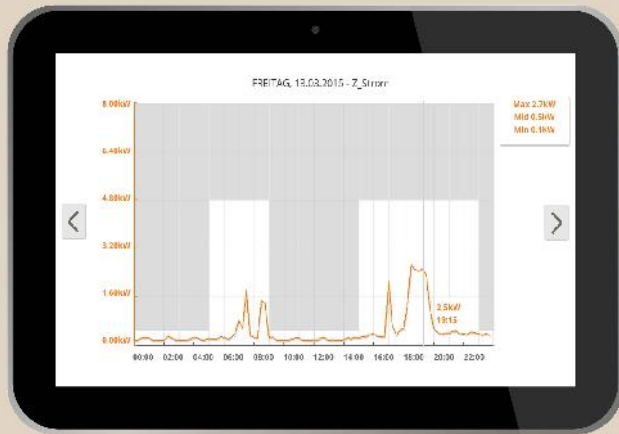 FREITAG, 13.03.2015 - Z_Strom
8.00kW
6.40kW
4.80kW
3.20kW
1.60kW
0.00kW
Max 2.7kW
Mid 0.5kW
Min 0.1kW
2,5kW
19:15
00:00 02:00 04:00 06:00 08:00 10:00 12:00 14:00 16:00 18:00 20:00 22:00